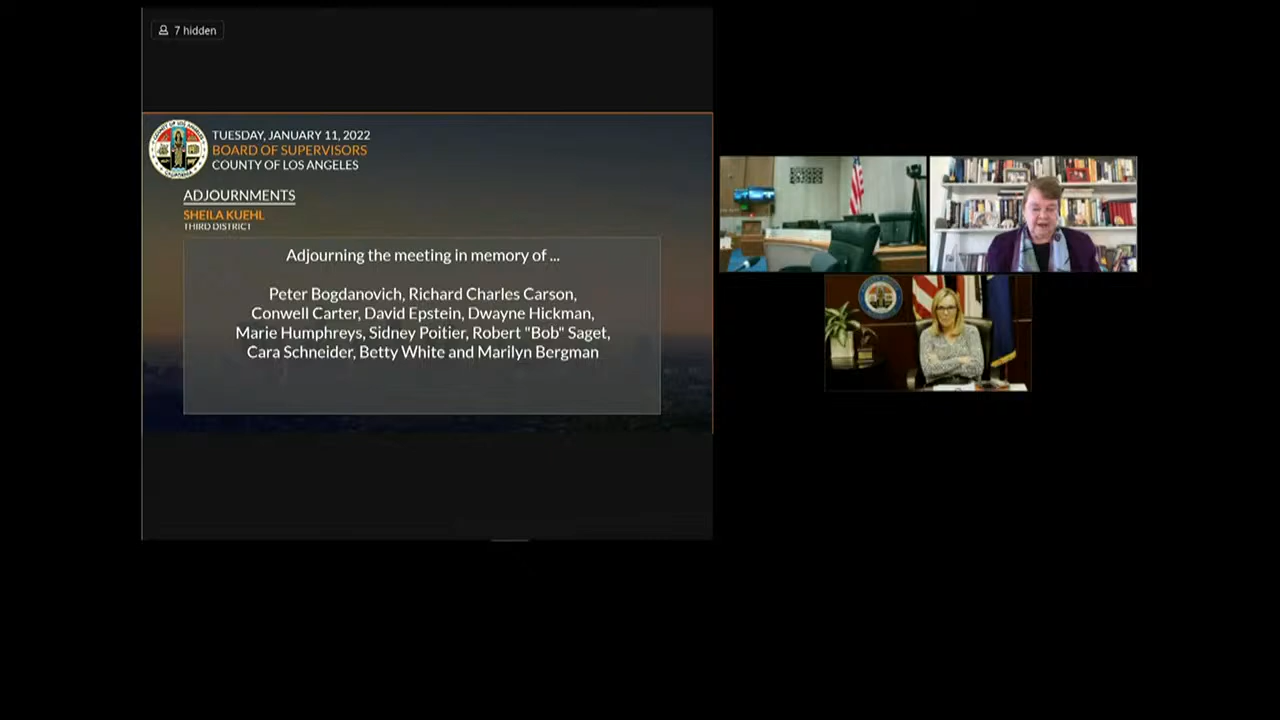 7 hidden
TUESDAY, JANUARY 11, 2022
BOARD OF SUPERVISORS
COUNTY OF LOS ANGELES
ADJOURNMENTS
SHEILA KUEHL
THIRD DISTRICT
Adjourning the meeting in memory of ...
Peter Bogdanovich, Richard Charles Carson,
Conwell Carter, David Epstein, Dwayne Hickman,
Marie Humphreys, Sidney Poitier, Robert "Bob" Saget,
Cara Schneider, Betty White and Marilyn Bergman